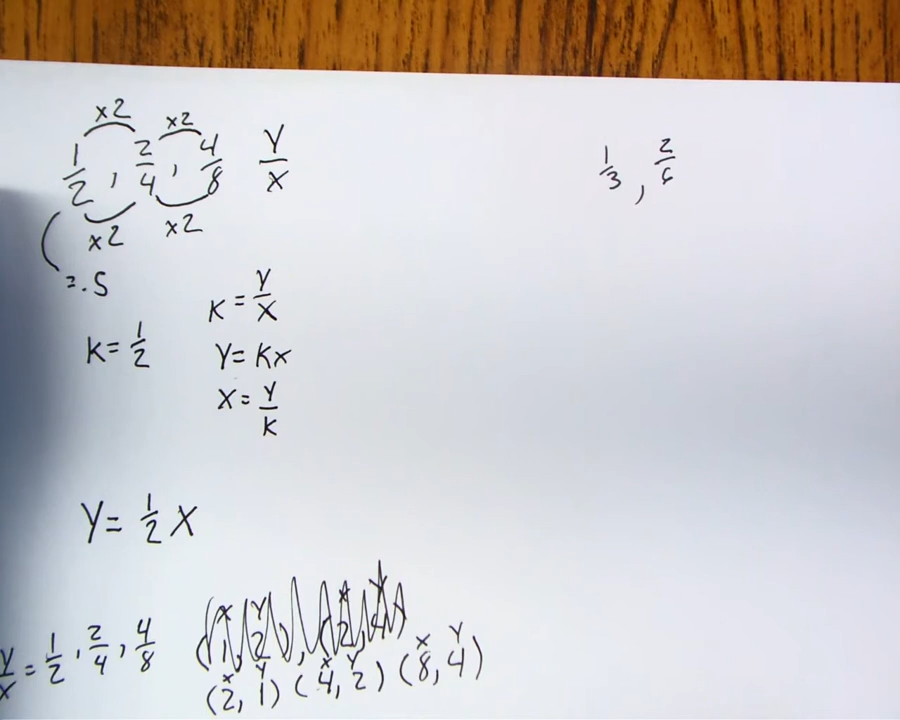 x2 x2
1/2 , 2/4 , 4/8 Y/X
x2 x2
= .5
K = Y/X
K = 1/2
Y = KX
X = Y/K
Y = 1/2 X
Y/X = 1/2 , 2/4 , 4/8
X Y X Y X Y
(2, 1) (4, 2) (8, 4)
1/3 , 2/6